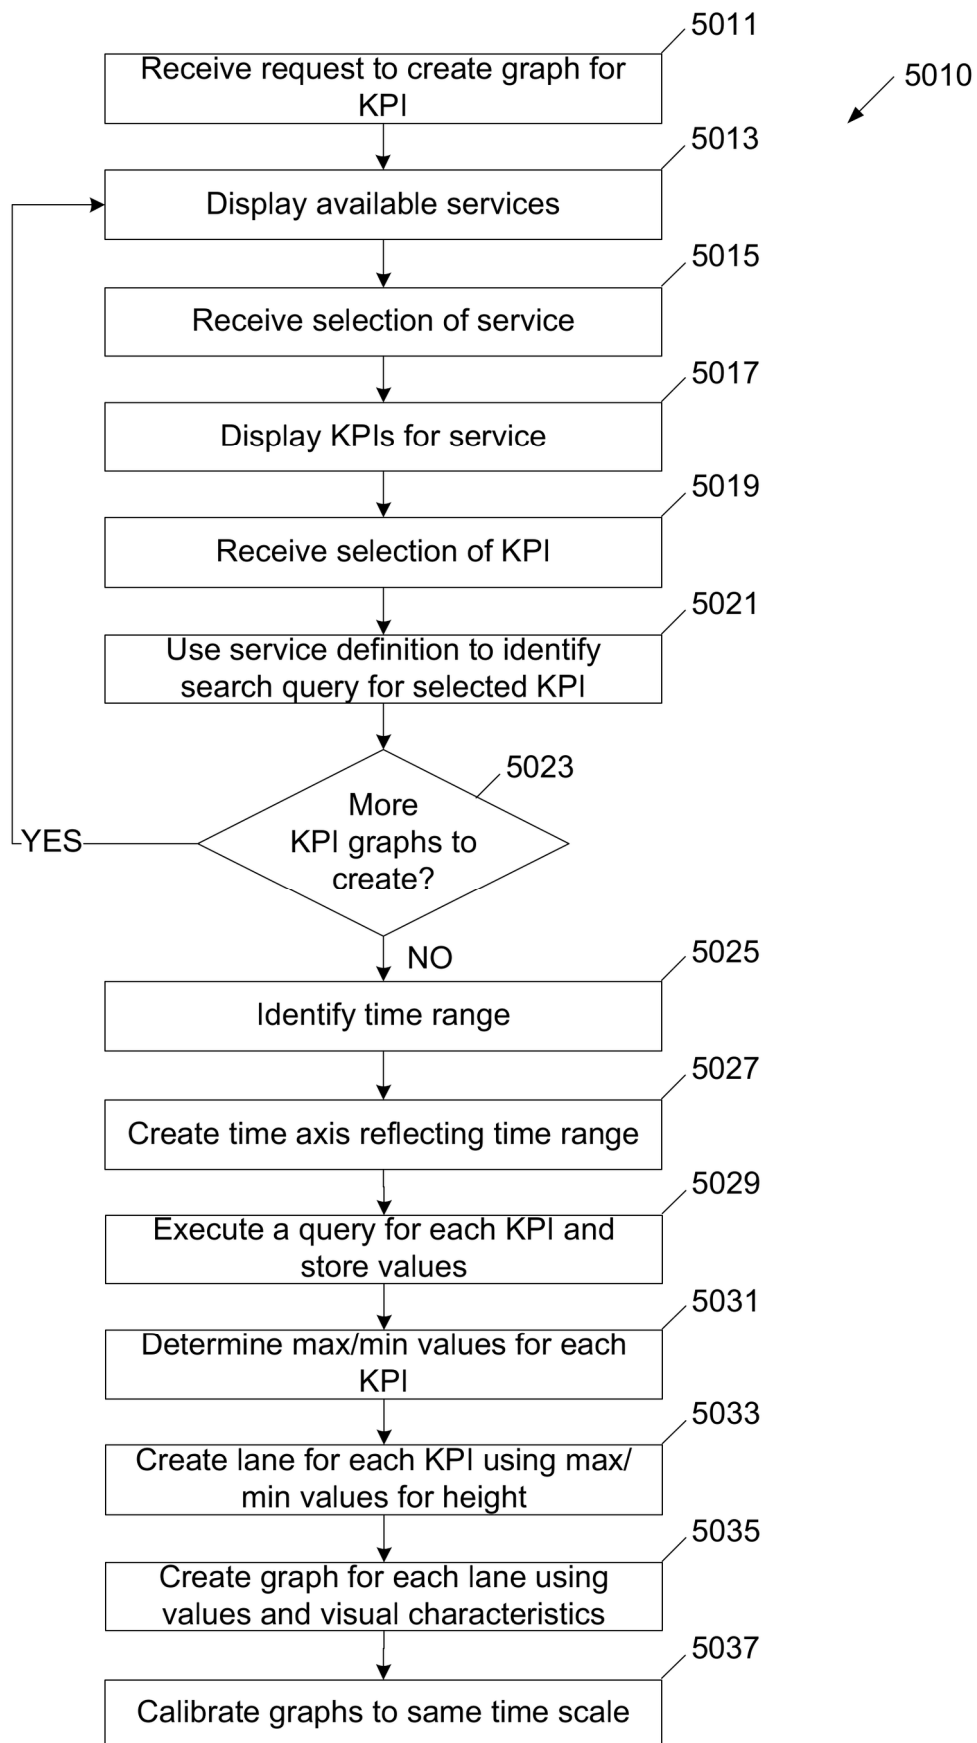 5011
Receive request to create graph for
KPI
5010
5013
Display available services
5015
Receive selection of service
5017
Display KPIs for service
5019
Receive selection of KPI
5021
Use service definition to identify
search query for selected KPI
5023
More
KPI graphs to
create?
YES
NO
5025
Identify time range
5027
Create time axis reflecting time range
5029
Execute a query for each KPI and
store values
5031
Determine max/min values for each
KPI
5033
Create lane for each KPI using max/
min values for height
5035
Create graph for each lane using
values and visual characteristics
5037
Calibrate graphs to same time scale